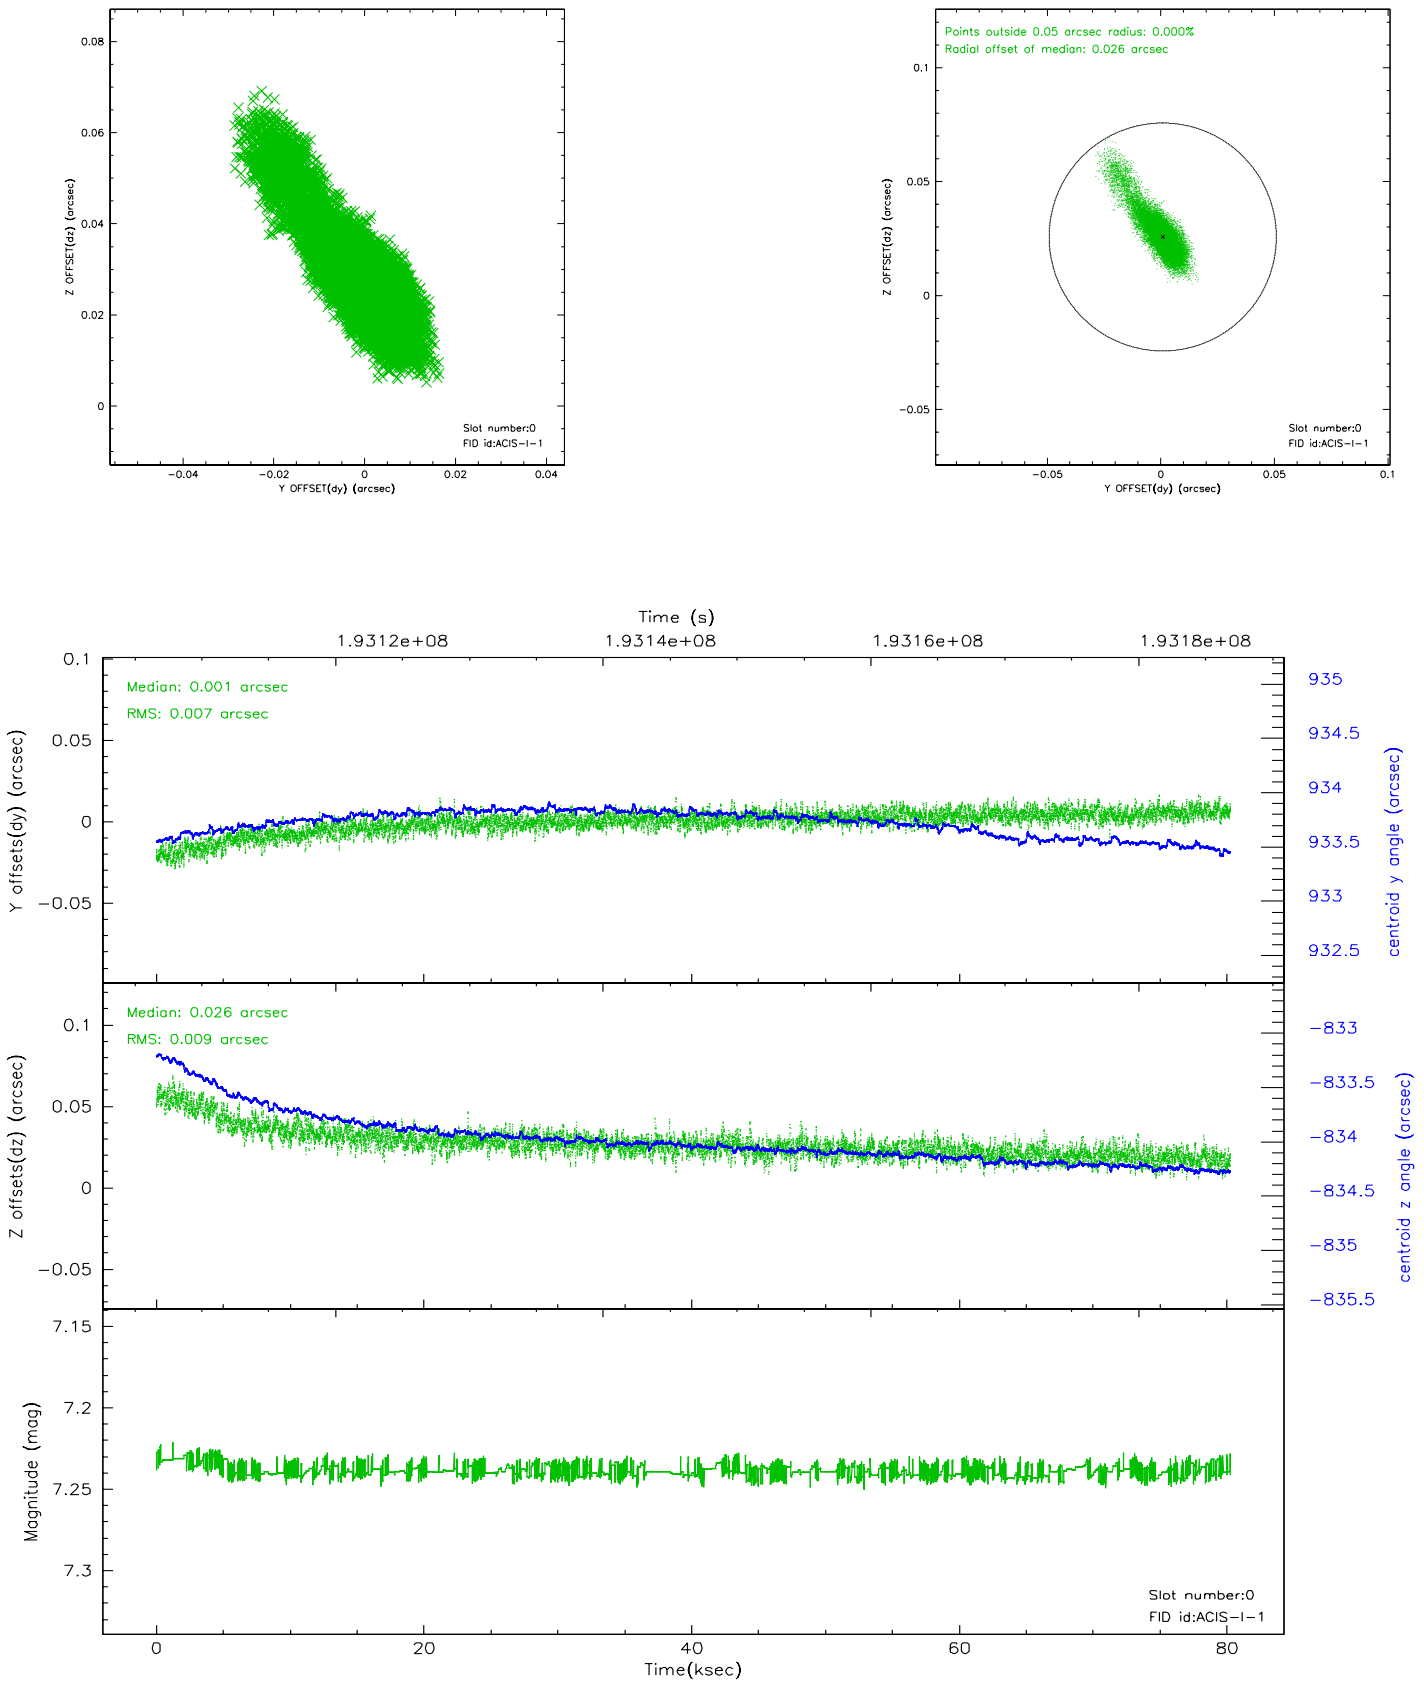 0.08
0.06
0.04
0.02
0
Z OFFSET(dz) (arcsec)
−0.04
−0.02
0
0.02
0.04
Y OFFSET(dy) (arcsec)
Slot number:0
FID id:ACIS−I−1
Points outside 0.05 arcsec radius: 0.000%
Radial offset of median: 0.026 arcsec
0.1
0.05
0
−0.05
Z OFFSET(dz) (arcsec)
−0.05
0
0.05
0.1
Y OFFSET(dy) (arcsec)
Slot number:0
FID id:ACIS−I−1
Time (s)
1.9312e+08
1.9314e+08
1.9316e+08
1.9318e+08
0.1
0.05
0
−0.05
Y offsets(dy) (arcsec)
Median: 0.001 arcsec
RMS: 0.007 arcsec
935
934.5
934
933.5
933
932.5
centroid y angle (arcsec)
0.1
0.05
0
−0.05
Z offsets(dz) (arcsec)
Median: 0.026 arcsec
RMS: 0.009 arcsec
−833
−833.5
−834
−834.5
−835
−835.5
centroid z angle (arcsec)
7.15
7.2
7.25
7.3
Magnitude (mag)
Slot number:0
FID id:ACIS−I−1
0
20
40
60
80
Time(ksec)